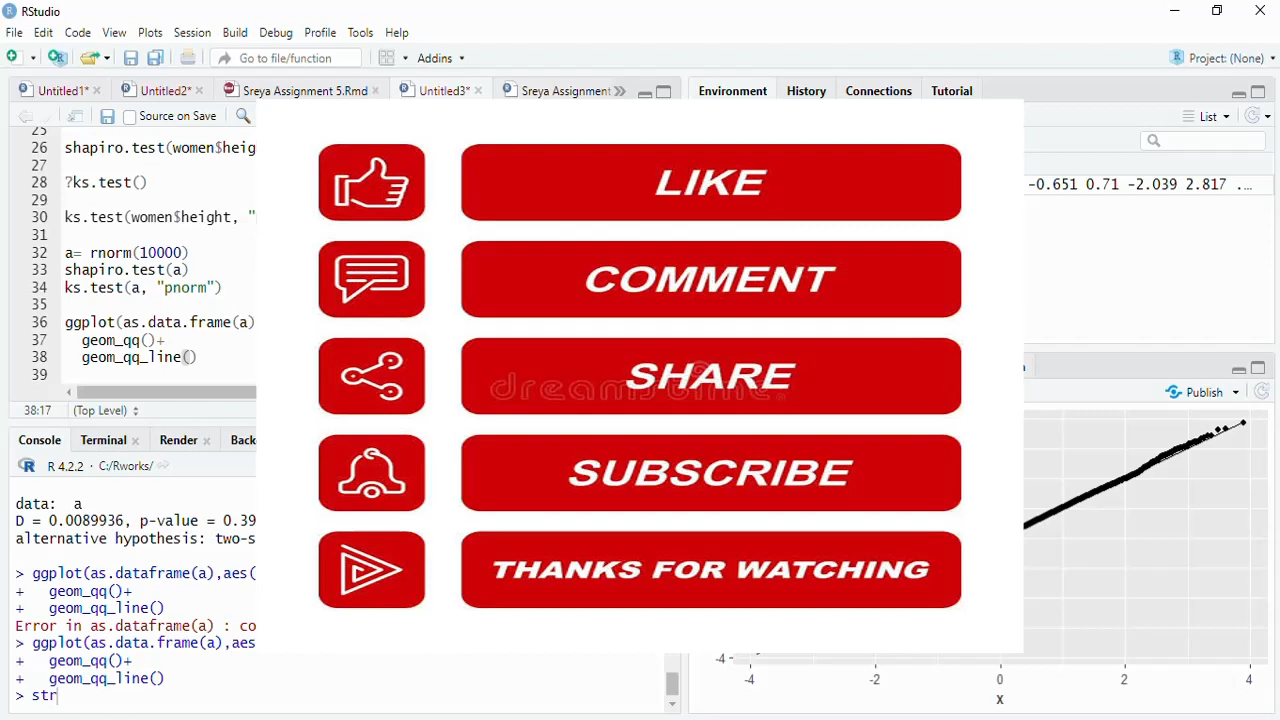 RStudio
File Edit Code View Plots Session Build Debug Profile Tools Help
Go to file/function Addins Project: (None)
Untitled1* Untitled2* Sreya Assignment 5.Rmd Untitled3* Sreya Assignment
Source on Save
25
26 shapiro.test(women$heig
27
28 ?ks.test()
29
30 ks.test(women$height, "
31
32 a= rnorm(10000)
33 shapiro.test(a)
34 ks.test(a, "pnorm")
35
36 ggplot(as.data.frame(a)
37 geom_qq()+
38 geom_qq_line()
39
38:17 (Top Level)
Console Terminal Render Back
R 4.2.2 · C:/Rworks/
data: a
D = 0.0089936, p-value = 0.39
alternative hypothesis: two-s
> ggplot(as.dataframe(a),aes(
+ geom_qq()+
+ geom_qq_line()
Error in as.dataframe(a) : co
> ggplot(as.data.frame(a),aes
+ geom_qq()+
+ geom_qq_line()
> str
LIKE
COMMENT
SHARE
dreamstime
SUBSCRIBE
THANKS FOR WATCHING
Environment History Connections Tutorial
List
-0.651 0.71 -2.039 2.817 ...
Publish
-4
-4 -2 0 2 4
x